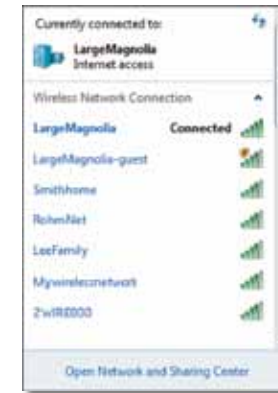 Currently connected to:
LargeMagnolia
Internet access
Wireless Network Connection
LargeMagnolia Connected
LargeMagnolia-guest
Smithhome
RohmNet
LeeFamily
Mywirelessnetwork
2WIRE000
Open Network and Sharing Center